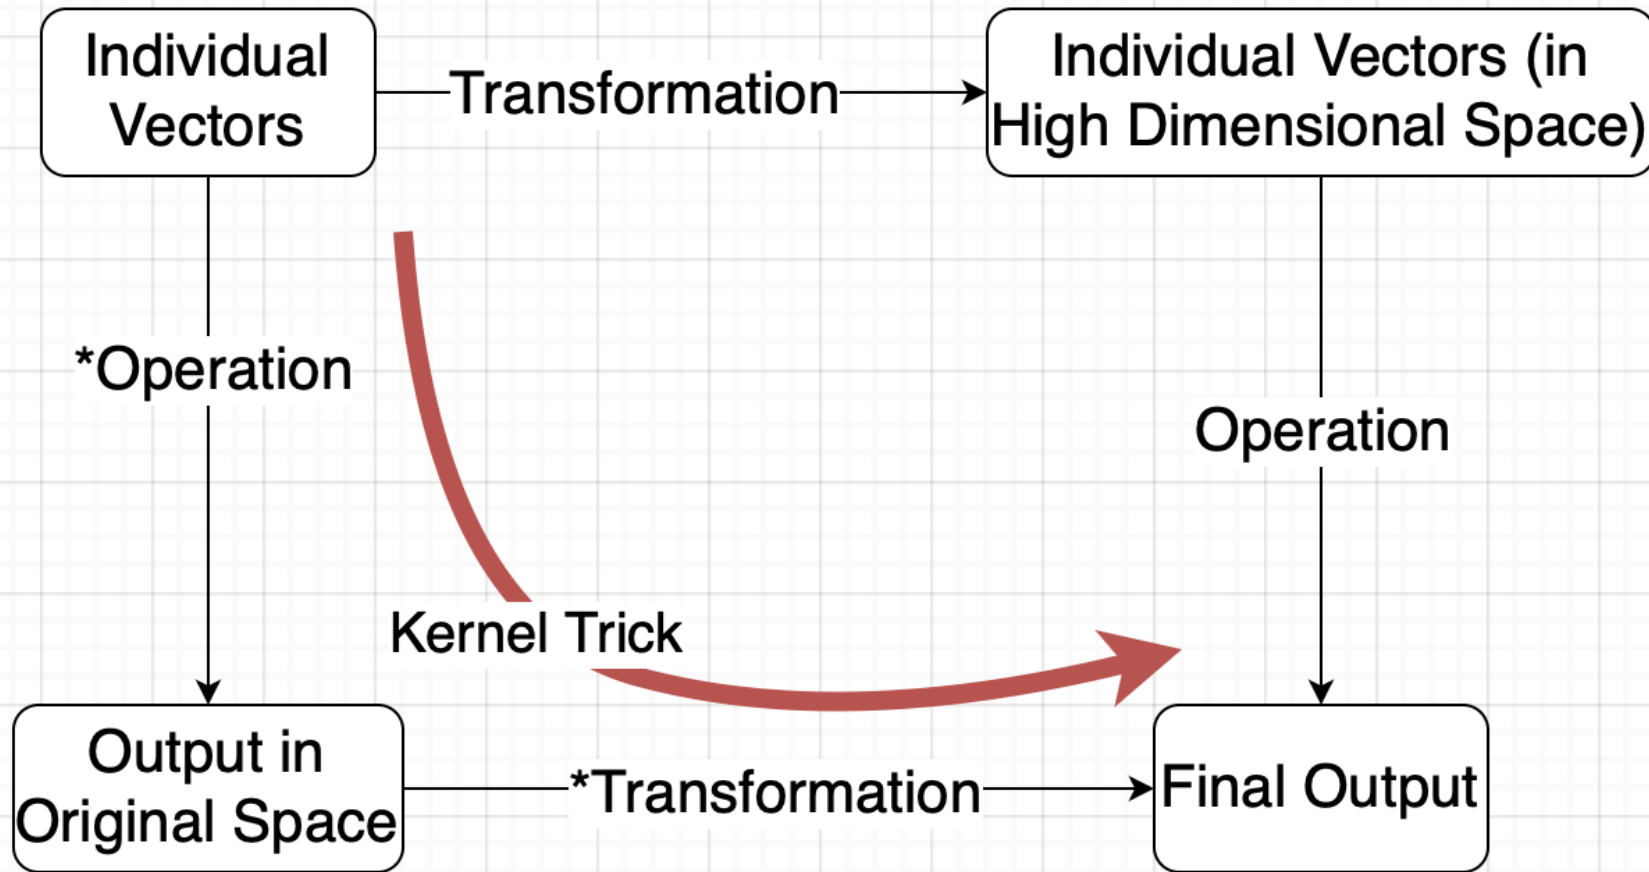 Individual
Vectors
Transformation
Individual Vectors (in
High Dimensional Space)
*Operation
Operation
Kernel Trick
Output in
Original Space
*Transformation
Final Output